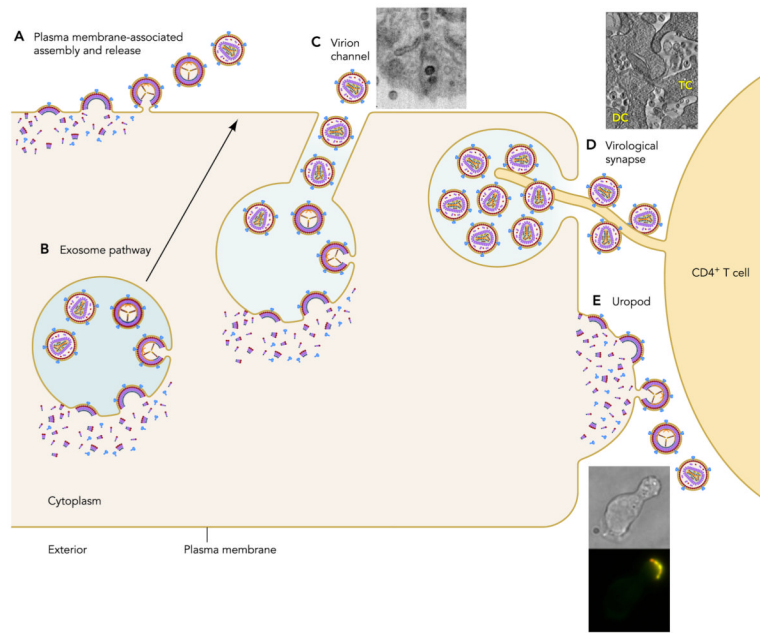 A Plasma membrane-associated
assembly and release
C Virion
channel
TC
DC
D Virological
synapse
B Exosome pathway
CD4⁺ T cell
E Uropod
Cytoplasm
Exterior
Plasma membrane